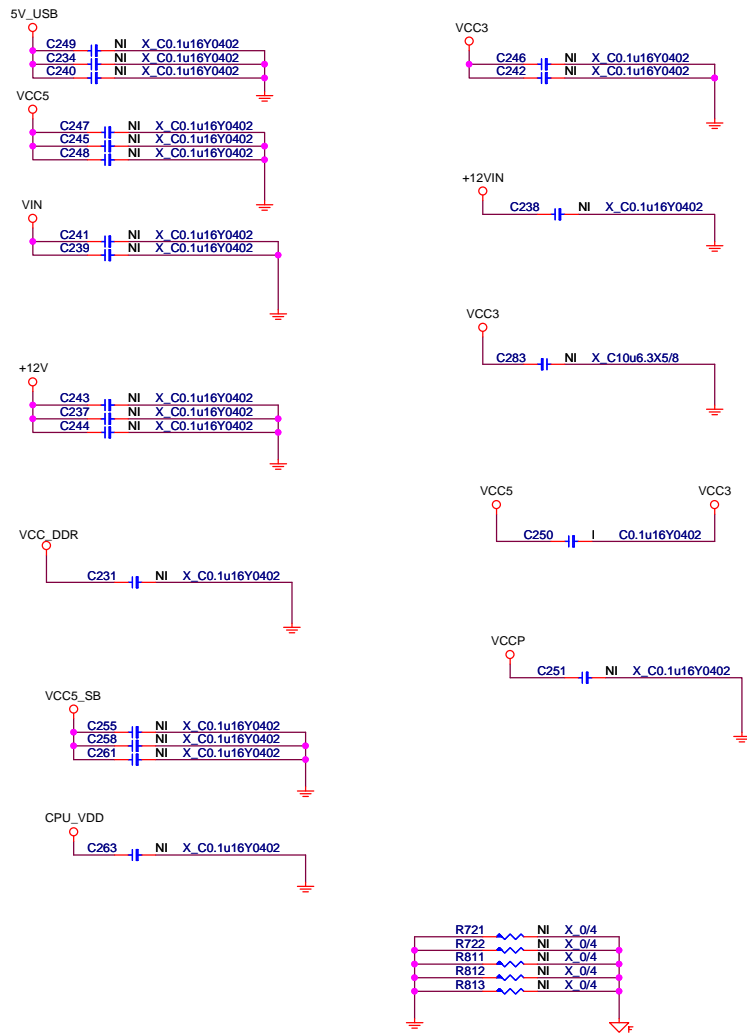 5V_USB
C249 NI X_C0.1u16Y0402
C234 NI X_C0.1u16Y0402
C240 NI X_C0.1u16Y0402
VCC5
C247 NI X_C0.1u16Y0402
C245 NI X_C0.1u16Y0402
C248 NI X_C0.1u16Y0402
VIN
C241 NI X_C0.1u16Y0402
C239 NI X_C0.1u16Y0402
+12V
C243 NI X_C0.1u16Y0402
C237 NI X_C0.1u16Y0402
C244 NI X_C0.1u16Y0402
VCC_DDR
C231 NI X_C0.1u16Y0402
VCC5_SB
C255 NI X_C0.1u16Y0402
C258 NI X_C0.1u16Y0402
C261 NI X_C0.1u16Y0402
CPU_VDD
C263 NI X_C0.1u16Y0402
VCC3
C246 NI X_C0.1u16Y0402
C242 NI X_C0.1u16Y0402
+12VIN
C238 NI X_C0.1u16Y0402
VCC3
C283 NI X_C10u6.3X5/8
VCC5 VCC3
C250 I C0.1u16Y0402
VCCP
C251 NI X_C0.1u16Y0402
R721 NI X_0/4
R722 NI X_0/4
R811 NI X_0/4
R812 NI X_0/4
R813 NI X_0/4
F